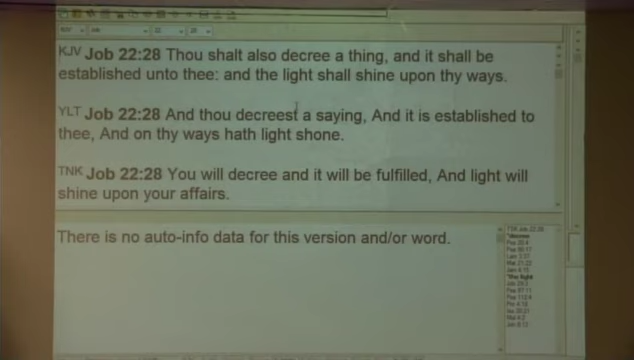 KJV Job 22:28 Thou shalt also decree a thing, and it shall be
established unto thee: and the light shall shine upon thy ways.
YLT Job 22:28 And thou decreest a saying, And it is established to
thee, And on thy ways hath light shone.
TNK Job 22:28 You will decree and it will be fulfilled, And light will
shine upon your affairs.
There is no auto-info data for this version and/or word.
TSK Job 22:28